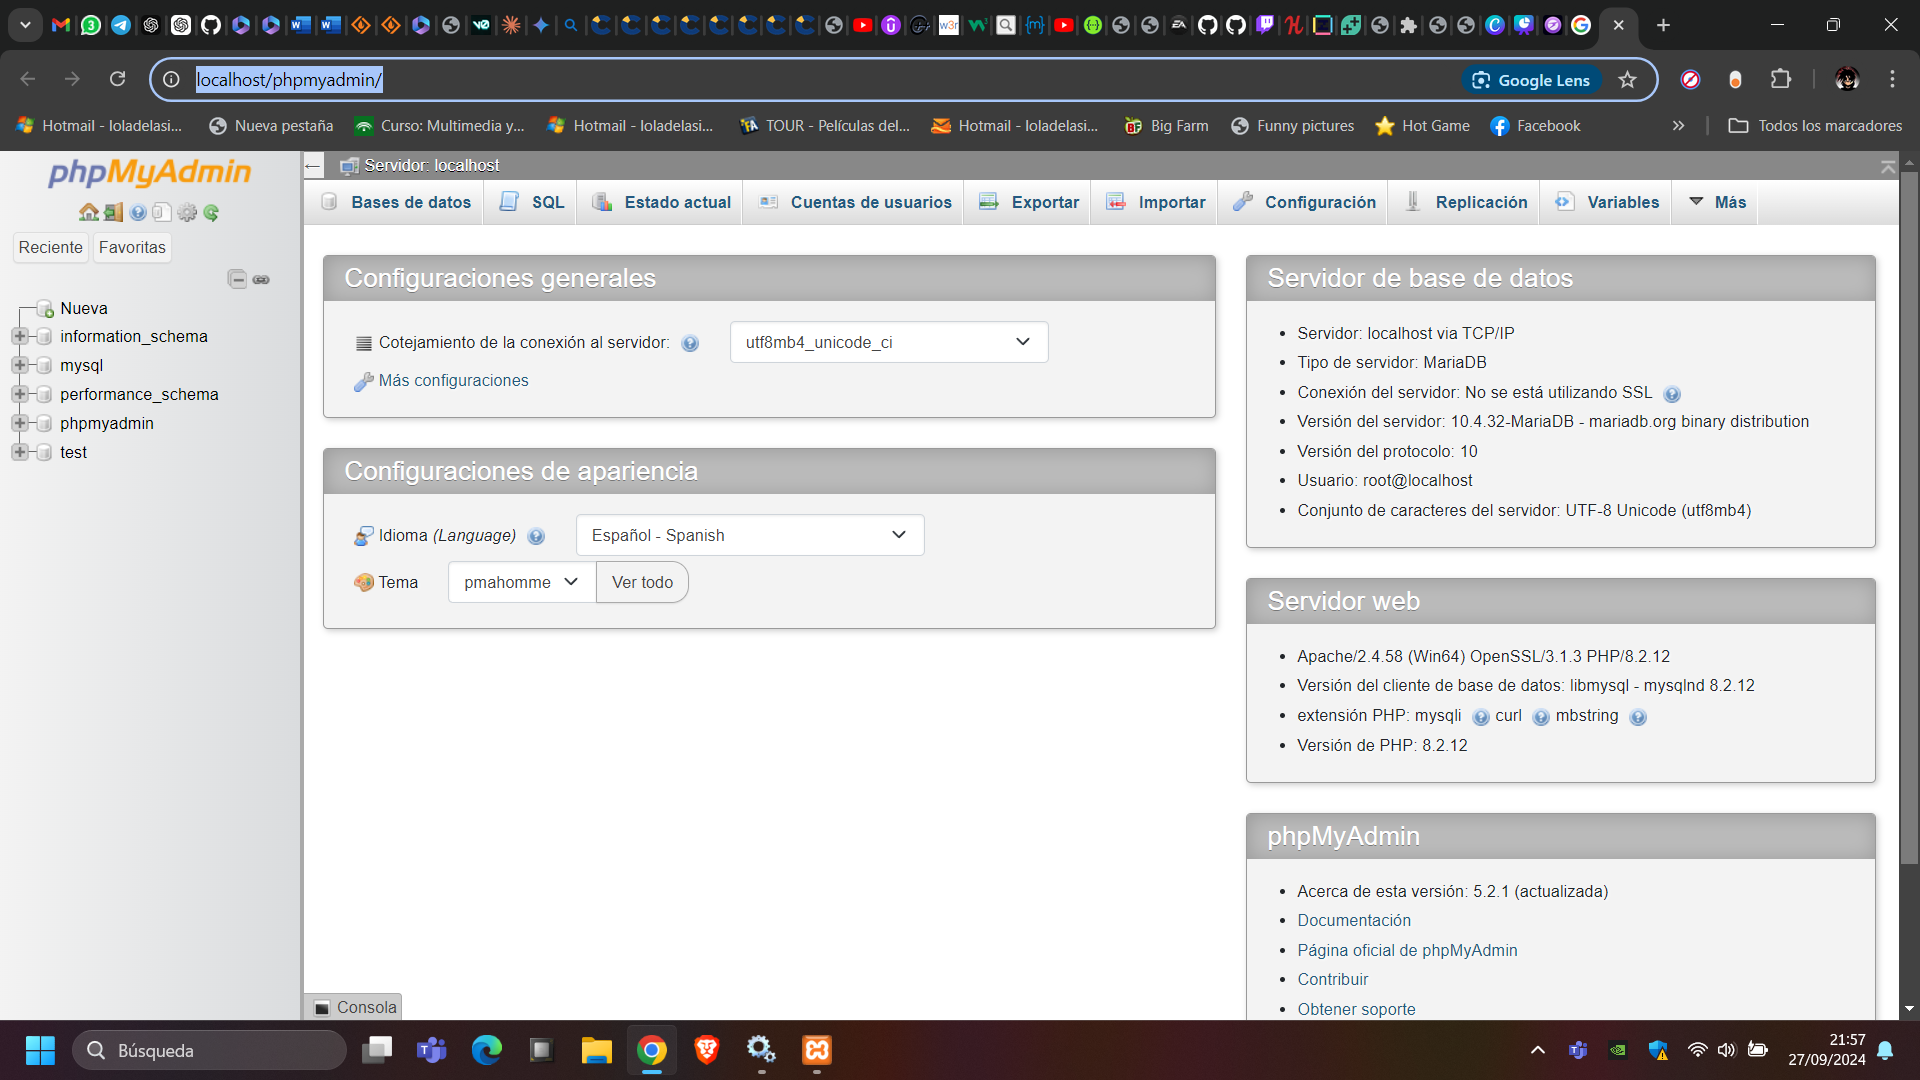 localhost/phpmyadmin/
Google Lens
Hotmail - loladelasi...
Nueva pestaña
Curso: Multimedia y...
Hotmail - loladelasi...
TOUR - Películas del...
Hotmail - loladelasi...
Big Farm
Funny pictures
Hot Game
Facebook
»
Todos los marcadores
phpMyAdmin
Reciente
Favoritas
Nueva
information_schema
mysql
performance_schema
phpmyadmin
test
Servidor: localhost
Bases de datos
SQL
Estado actual
Cuentas de usuarios
Exportar
Importar
Configuración
Replicación
Variables
Más
Configuraciones generales
Cotejamiento de la conexión al servidor:
utf8mb4_unicode_ci
Más configuraciones
Configuraciones de apariencia
Idioma (Language)
Español - Spanish
Tema
pmahomme
Ver todo
Servidor de base de datos
Servidor: localhost via TCP/IP
Tipo de servidor: MariaDB
Conexión del servidor: No se está utilizando SSL
Versión del servidor: 10.4.32-MariaDB - mariadb.org binary distribution
Versión del protocolo: 10
Usuario: root@localhost
Conjunto de caracteres del servidor: UTF-8 Unicode (utf8mb4)
Servidor web
Apache/2.4.58 (Win64) OpenSSL/3.1.3 PHP/8.2.12
Versión del cliente de base de datos: libmysql - mysqlnd 8.2.12
extensión PHP: mysqli curl mbstring
Versión de PHP: 8.2.12
phpMyAdmin
Acerca de esta versión: 5.2.1 (actualizada)
Documentación
Página oficial de phpMyAdmin
Contribuir
Obtener soporte
Consola
Búsqueda
21:57
27/09/2024